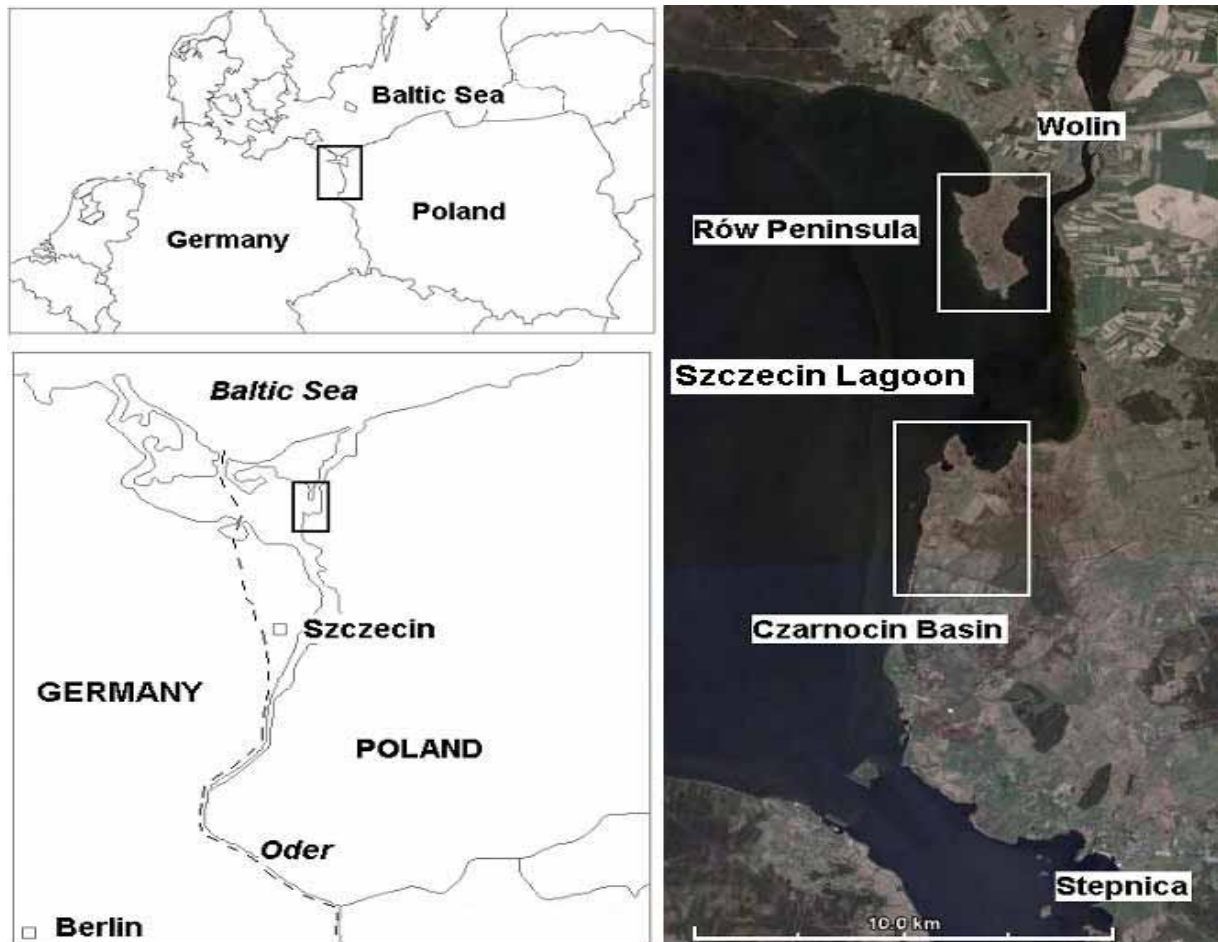 Baltic Sea
Poland
Germany
Baltic Sea
Szczecin
GERMANY
POLAND
Oder
Berlin
Wolin
Rów Peninsula
Szczecin Lagoon
Czarnocin Basin
Stepnica
10.0 km